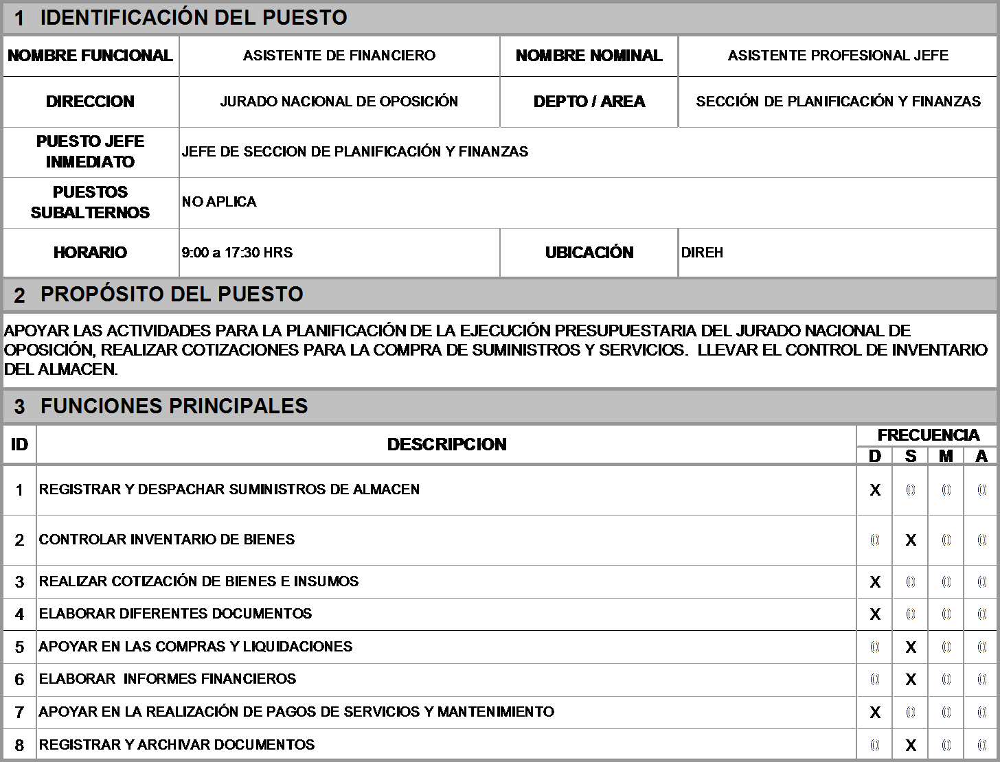 1 IDENTIFICACIÓN DEL PUESTO
NOMBRE FUNCIONAL ASISTENTE DE FINANCIERO NOMBRE NOMINAL ASISTENTE PROFESIONAL JEFE
DIRECCION JURADO NACIONAL DE OPOSICIÓN DEPTO / AREA SECCIÓN DE PLANIFICACIÓN Y FINANZAS
PUESTO JEFE
INMEDIATO
JEFE DE SECCION DE PLANIFICACIÓN Y FINANZAS
PUESTOS
SUBALTERNOS
NO APLICA
HORARIO 9:00 a 17:30 HRS UBICACIÓN DIREH
2 PROPÓSITO DEL PUESTO
APOYAR LAS ACTIVIDADES PARA LA PLANIFICACIÓN DE LA EJECUCIÓN PRESUPUESTARIA DEL JURADO NACIONAL DE
OPOSICIÓN, REALIZAR COTIZACIONES PARA LA COMPRA DE SUMINISTROS Y SERVICIOS. LLEVAR EL CONTROL DE INVENTARIO
DEL ALMACEN.
3 FUNCIONES PRINCIPALES
ID DESCRIPCION FRECUENCIA
D S M A
1 REGISTRAR Y DESPACHAR SUMINISTROS DE ALMACEN X 0 0 0
2 CONTROLAR INVENTARIO DE BIENES 0 X 0 0
3 REALIZAR COTIZACIÓN DE BIENES E INSUMOS X 0 0 0
4 ELABORAR DIFERENTES DOCUMENTOS X 0 0 0
5 APOYAR EN LAS COMPRAS Y LIQUIDACIONES 0 X 0 0
6 ELABORAR INFORMES FINANCIEROS 0 X 0 0
7 APOYAR EN LA REALIZACIÓN DE PAGOS DE SERVICIOS Y MANTENIMIENTO X 0 0 0
8 REGISTRAR Y ARCHIVAR DOCUMENTOS 0 X 0 0